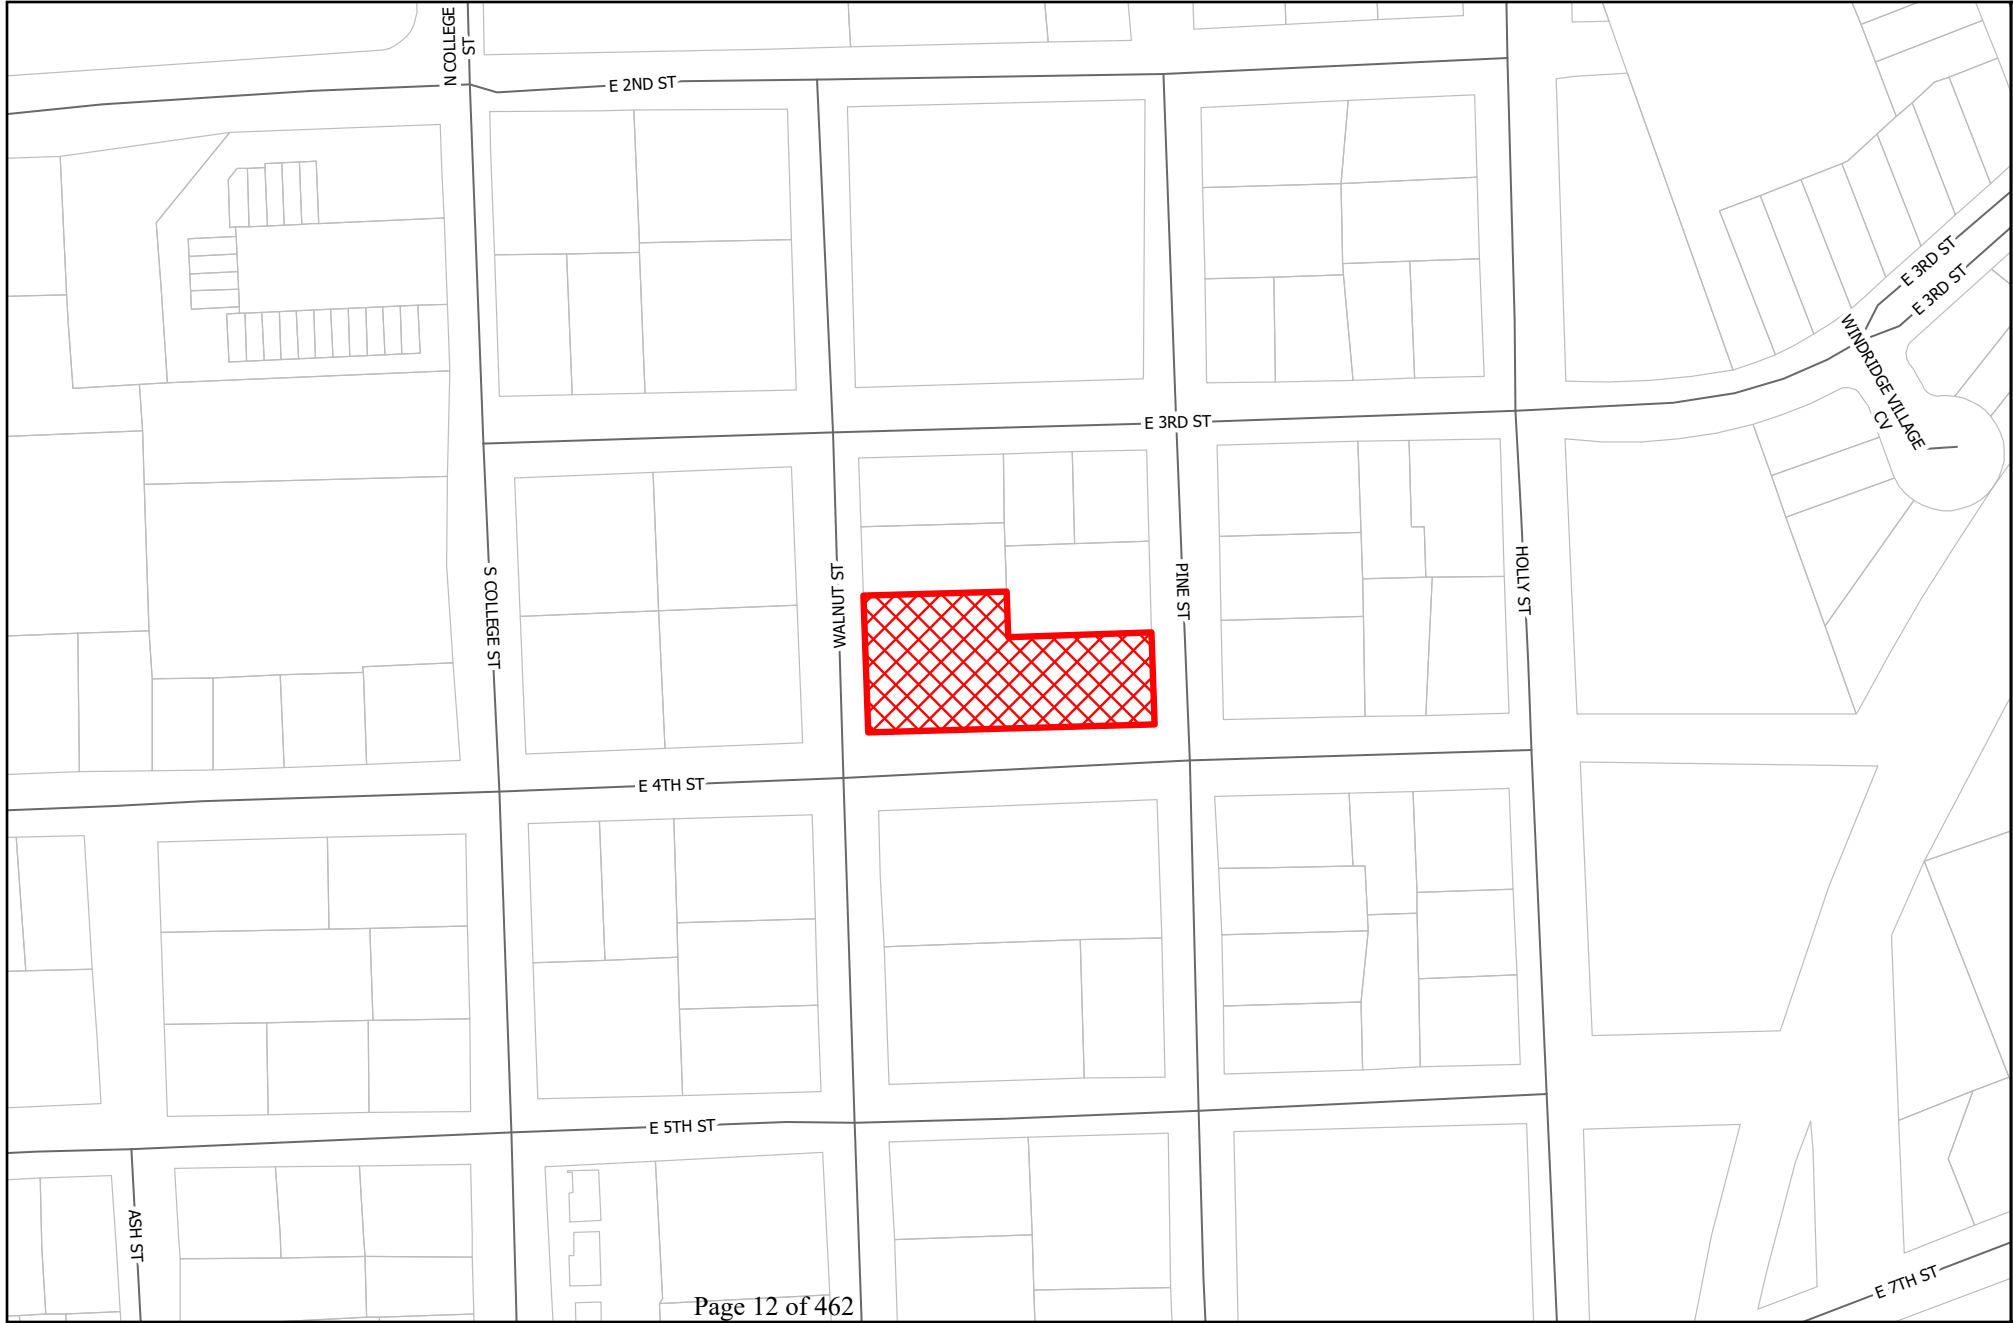 N COLLEGE
ST
E 2ND ST
E 3RD ST
E 3RD ST
WINDRIDGE VILLAGE
CV
E 3RD ST
S COLLEGE ST
WALNUT ST
PINE ST
HOLLY ST
E 4TH ST
E 5TH ST
ASH ST
E 7TH ST
Page 12 of 462